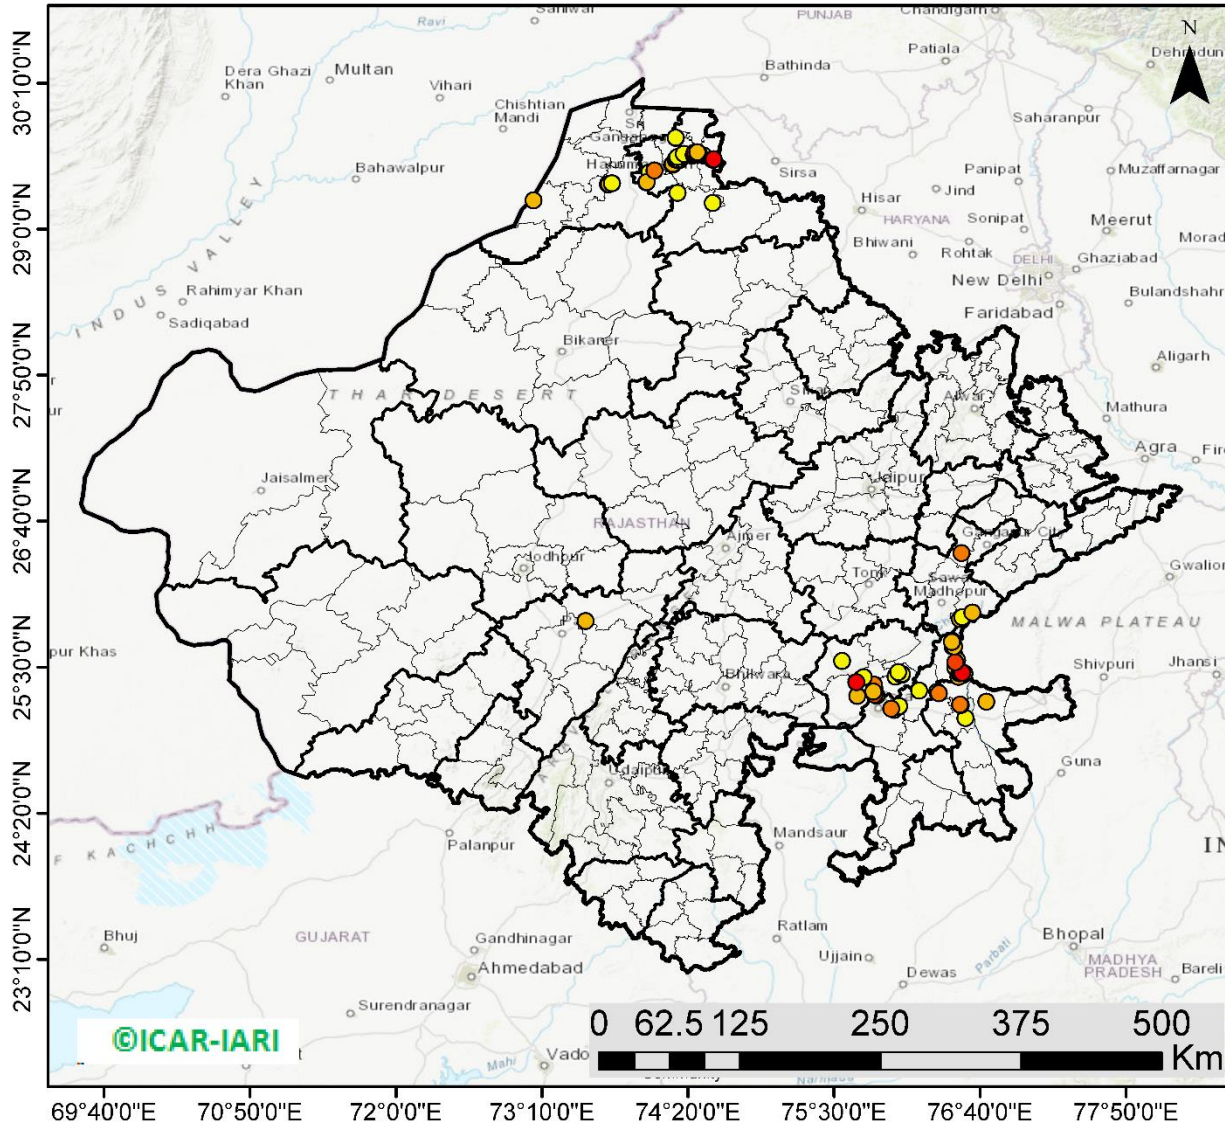 Sahiwal
Ravi
PUNJAB
Chandigarh
N
Patiala
Dera Ghazi
Khan
Multan
Bathinda
Dehradun
30°10'0"N
Vihari
Chishtian
Mandi
Saharanpur
Bahawalpur
Sirsa
Panipat
Muzaffarnagar
Jind
Hisar
HARYANA
Sonipat
Meerut
29°0'0"N
Bhiwani
Rohtak
DELHI
Ghaziabad
Morad
INDUS VALLEY
Rahimyar Khan
New Delhi
Bulandshahr
Sadiqabad
Faridabad
Bikaner
Aligarh
27°50'0"N
THAR DESERT
Alwar
Mathura
Agra
Jaisalmer
Jaipur
26°40'0"N
RAJASTHAN
Ajmer
Gangapur City
Jodhpur
Gwalior
Sawai
Madhopur
MALWA PLATEAU
pur Khas
25°30'0"N
Bhilwara
Shivpuri
Jhansi
Udaipur
Guna
24°20'0"N
F KACHCHH
Palanpur
Mandsaur
IN
Bhuj
GUJARAT
Gandhinagar
Ratlam
Bhopal
23°10'0"N
Ahmedabad
Ujjain
Parbati
MADHYA
PRADESH
Dewas
Bareli
Surendranagar
0 62.5 125 250 375 500
Km
©ICAR-IARI
Mahi
Vado
69°40'0"E 70°50'0"E 72°0'0"E 73°10'0"E 74°20'0"E 75°30'0"E 76°40'0"E 77°50'0"E